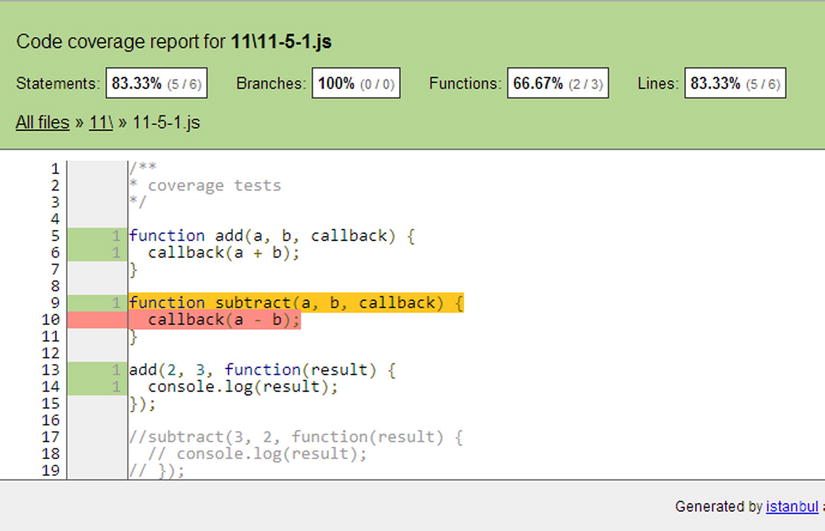 Code coverage report for 11\11-5-1.js
Statements: 83.33% (5 / 6) Branches: 100% (0 / 0) Functions: 66.67% (2 / 3) Lines: 83.33% (5 / 6)
All files » 11\ » 11-5-1.js
1 /**
2 * coverage tests
3 */
4
5 1 function add(a, b, callback) {
6 1 callback(a + b);
7 }
8
9 1 function subtract(a, b, callback) {
10 callback(a - b);
11 }
12
13 1 add(2, 3, function(result) {
14 1 console.log(result);
15 });
16
17 //subtract(3, 2, function(result) {
18 // console.log(result);
19 // });
Generated by istanbul